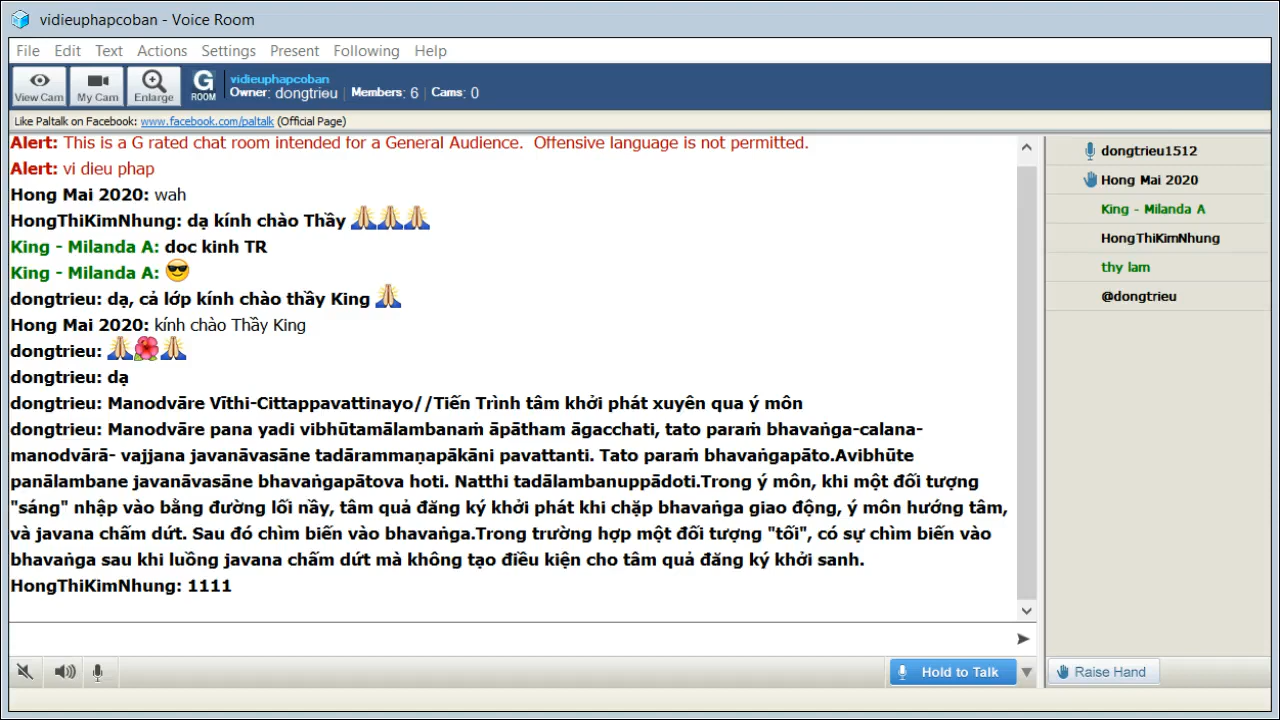 vidieuphapcoban - Voice Room
File Edit Text Actions Settings Present Following Help
View Cam My Cam Enlarge G ROOM vidieuphapcoban
Owner: dongtrieu | Members: 6 | Cams: 0
Like Paltalk on Facebook: www.facebook.com/paltalk (Official Page)
Alert: This is a G rated chat room intended for a General Audience. Offensive language is not permitted.
Alert: vi dieu phap
Hong Mai 2020: wah
HongThiKimNhung: dạ kính chào Thầy 🙏🙏🙏
King - Milanda A: doc kinh TR
King - Milanda A: 😎
dongtrieu: dạ, cả lớp kính chào thầy King 🙏
Hong Mai 2020: kính chào Thầy King
dongtrieu: 🙏🌺🙏
dongtrieu: dạ
dongtrieu: Manodvāre Vīthi-Cittappavattinayo//Tiến Trình tâm khởi phát xuyên qua ý môn
dongtrieu: Manodvāre pana yadi vibhūtamālambanaṁ āpātham āgacchati, tato paraṁ bhavaṅga-calana-
manodvārā- vajjana javanāvasāne tadārammaṇapākāni pavattanti. Tato paraṁ bhavaṅgapāto.Avibhūte
panālambane javanāvasāne bhavaṅgapātova hoti. Natthi tadālambanuppādoti.Trong ý môn, khi một đối tượng
"sáng" nhập vào bằng đường lối nầy, tâm quả đăng ký khởi phát khi chặp bhavaṅga giao động, ý môn hướng tâm,
và javana chấm dứt. Sau đó chìm biến vào bhavaṅga.Trong trường hợp một đối tượng "tối", có sự chìm biến vào
bhavaṅga sau khi luồng javana chấm dứt mà không tạo điều kiện cho tâm quả đăng ký khởi sanh.
HongThiKimNhung: 1111
dongtrieu1512
Hong Mai 2020
King - Milanda A
HongThiKimNhung
thy lam
@dongtrieu
Hold to Talk
Raise Hand